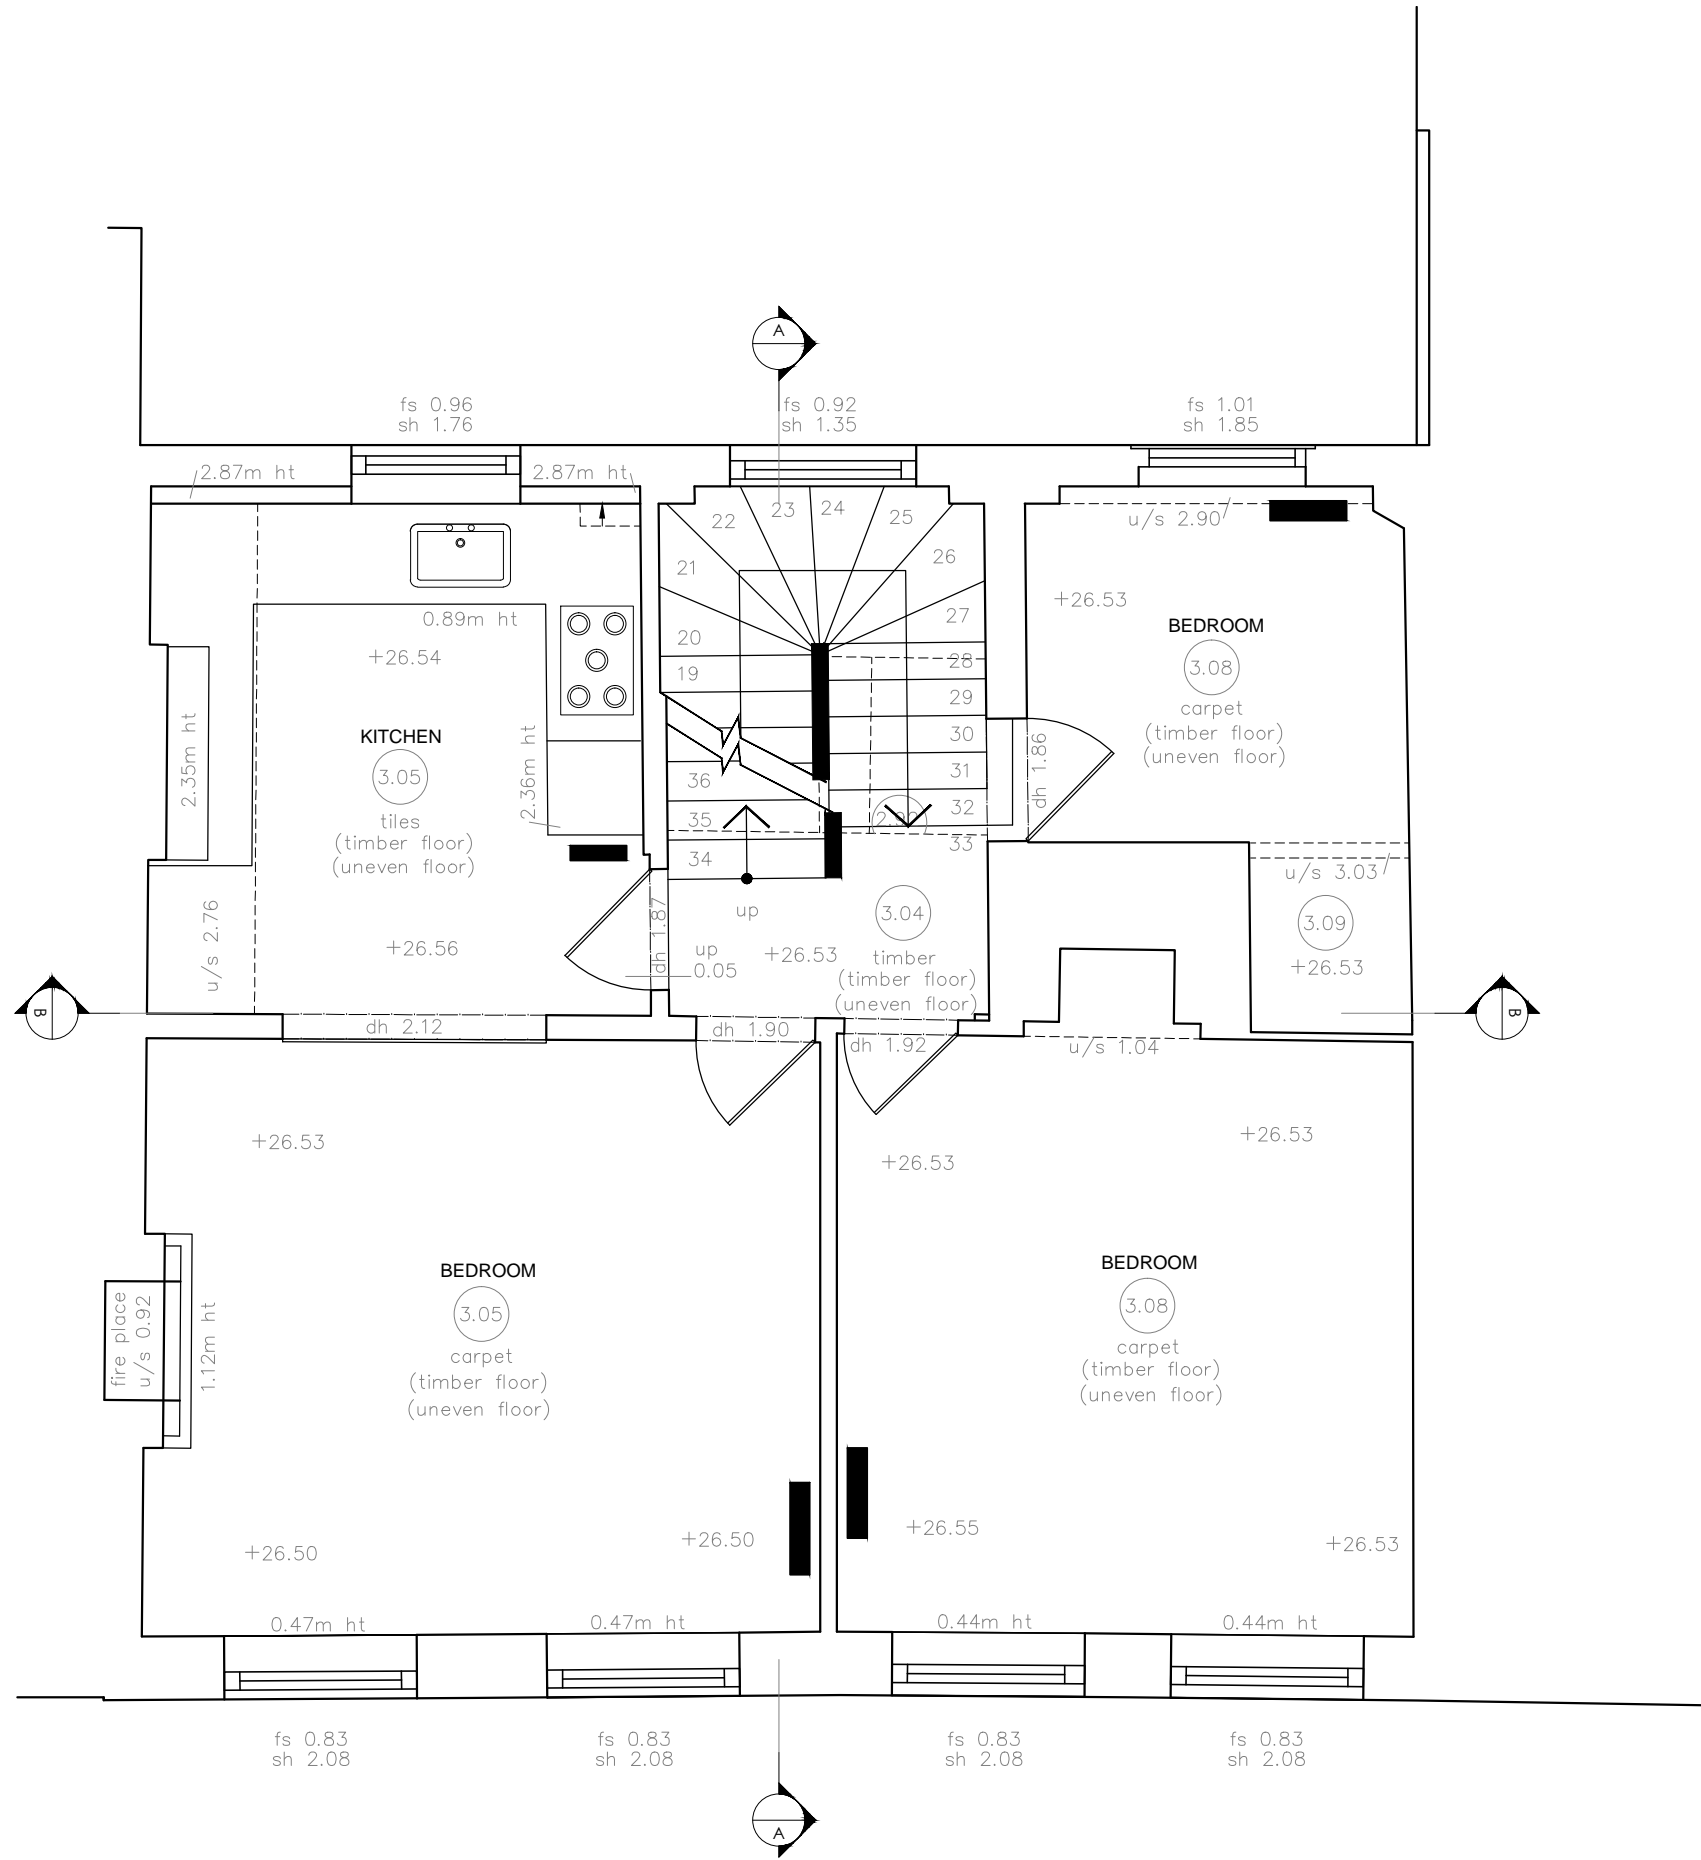 A
fs 0.96
sh 1.76
fs 0.92
sh 1.35
fs 1.01
sh 1.85
2.87m ht
2.87m ht
u/s 2.90
0.89m ht
+26.54
KITCHEN
3.05
tiles
(timber floor)
(uneven floor)
2.35m ht
2.36m ht
u/s 2.76
+26.56
19
20
21
22
23
24
25
26
27
28
29
30
31
32
33
36
35
34
up
up
0.05
dh 1.87
+26.53
3.04
timber
(timber floor)
(uneven floor)
dh 1.86
+26.53
BEDROOM
3.08
carpet
(timber floor)
(uneven floor)
u/s 3.03
3.09
+26.53
B
B
dh 2.12
dh 1.90
dh 1.92
u/s 1.04
+26.53
BEDROOM
3.05
carpet
(timber floor)
(uneven floor)
fire place
u/s 0.92
1.12m ht
+26.50
+26.50
0.47m ht
0.47m ht
+26.53
+26.53
BEDROOM
3.08
carpet
(timber floor)
(uneven floor)
+26.55
+26.53
0.44m ht
0.44m ht
fs 0.83
sh 2.08
fs 0.83
sh 2.08
fs 0.83
sh 2.08
fs 0.83
sh 2.08
A